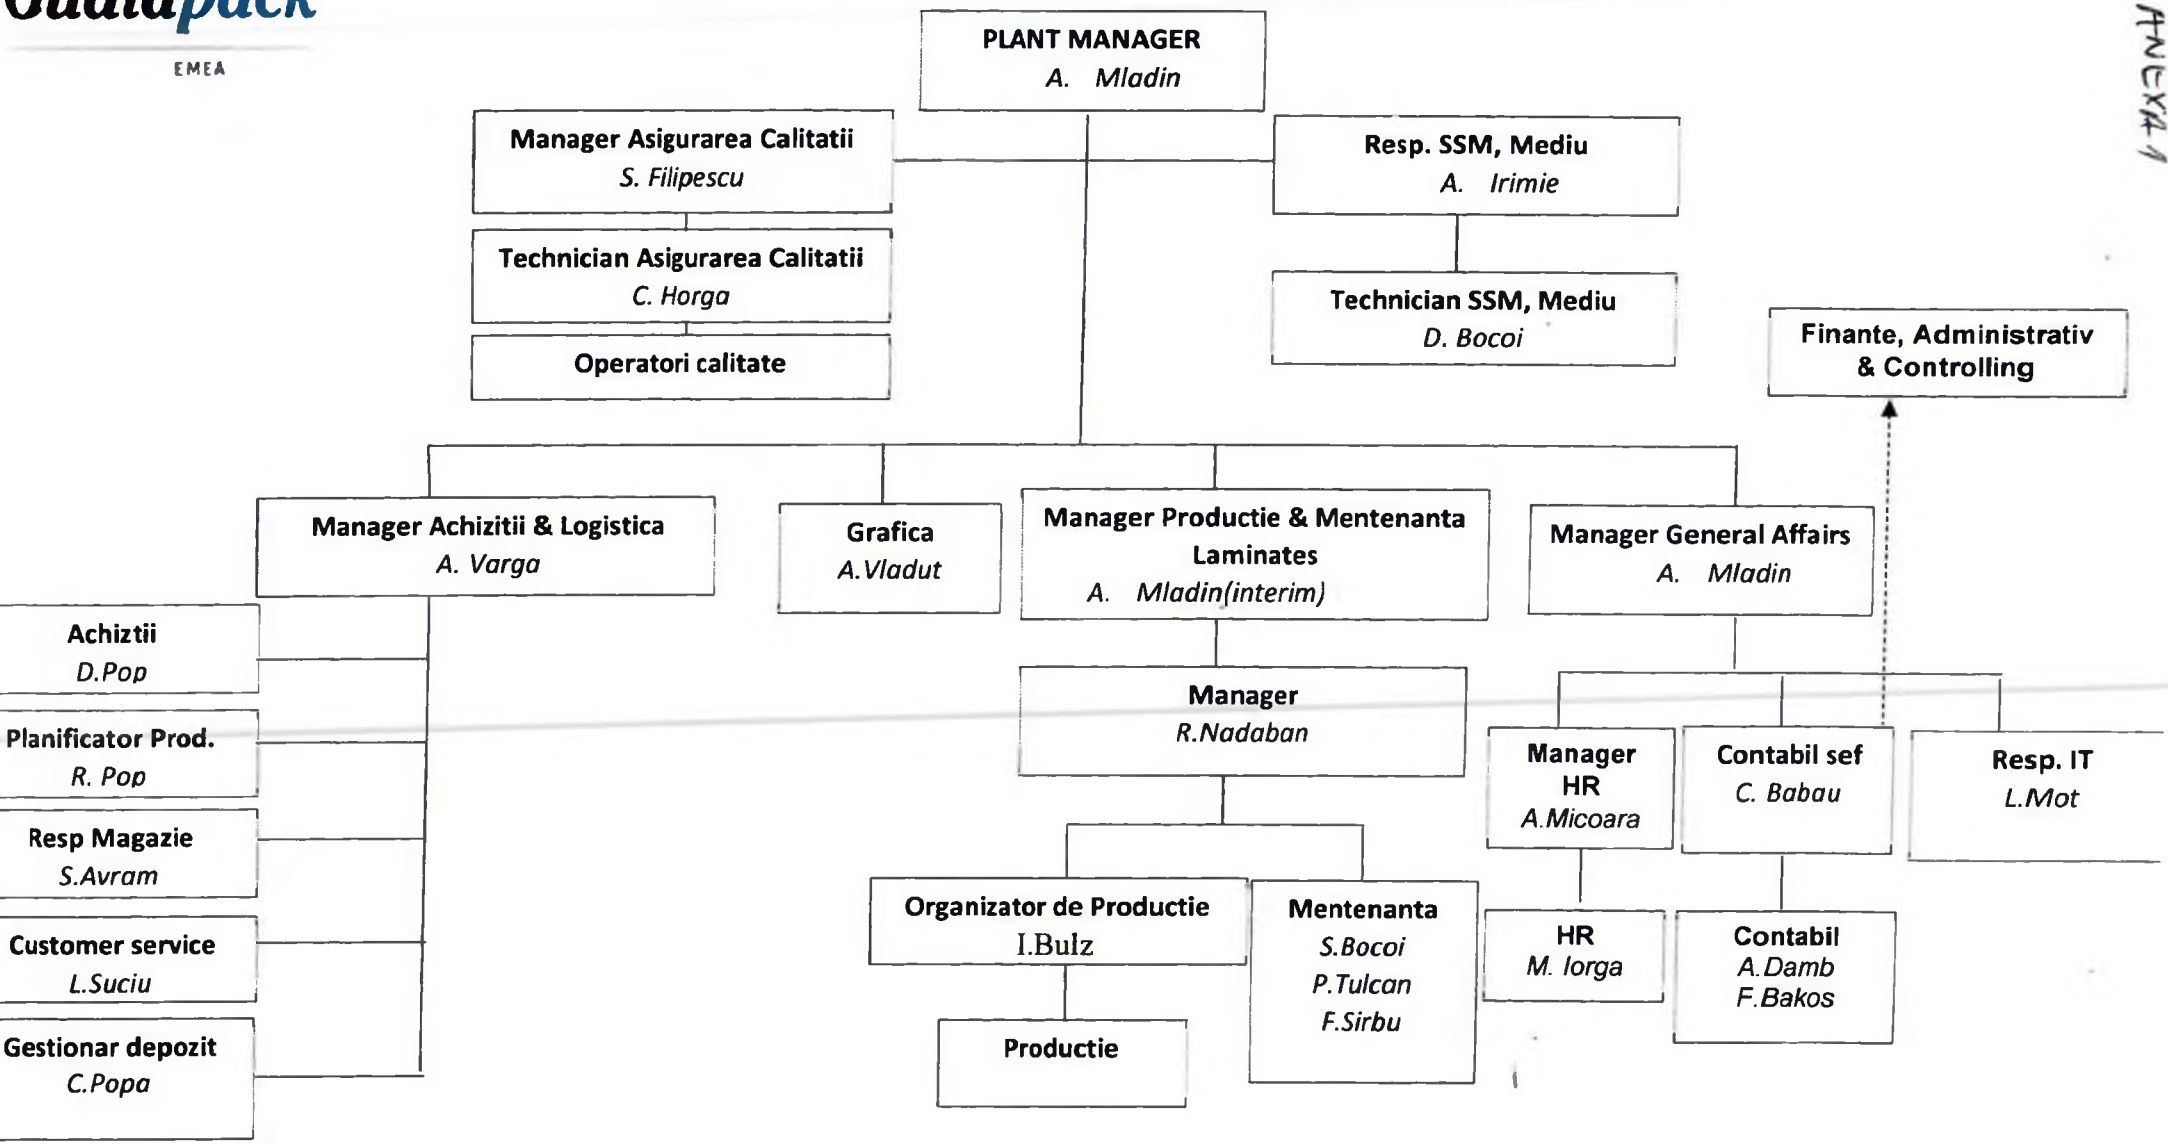 pack
EMEA
ANEXA 1
PLANT MANAGER
A. Mladin
Manager Asigurarea Calitatii
S. Filipescu
Resp. SSM, Mediu
A. Irimie
Technician Asigurarea Calitatii
C. Horga
Technician SSM, Mediu
D. Bocoi
Operatori calitate
Finante, Administrativ
& Controlling
Manager Achizitii & Logistica
A. Varga
Grafica
A.Vladut
Manager Productie & Mentenanta
Laminates
A. Mladin(interim)
Manager General Affairs
A. Mladin
Achiztii
D.Pop
Planificator Prod.
R. Pop
Resp Magazie
S.Avram
Customer service
L.Suciu
Gestionar depozit
C.Popa
Manager
R.Nadaban
Manager
HR
A.Micoara
Contabil sef
C. Babau
Resp. IT
L.Mot
Organizator de Productie
I.Bulz
Mentenanta
S.Bocoi
P.Tulcan
F.Sirbu
HR
M. Iorga
Contabil
A.Damb
F.Bakos
Productie